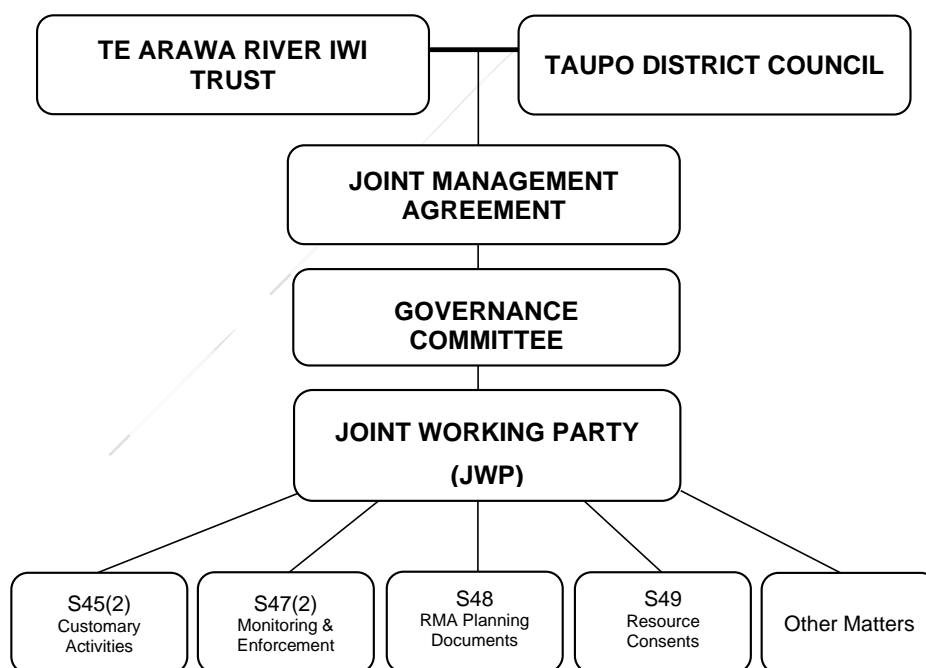 TE ARAWA RIVER IWI
TRUST
TAUPO DISTRICT COUNCIL
JOINT MANAGEMENT
AGREEMENT
GOVERNANCE
COMMITTEE
JOINT WORKING PARTY
(JWP)
S45(2)
Customary
Activities
S47(2)
Monitoring &
Enforcement
S48
RMA Planning
Documents
S49
Resource
Consents
Other Matters